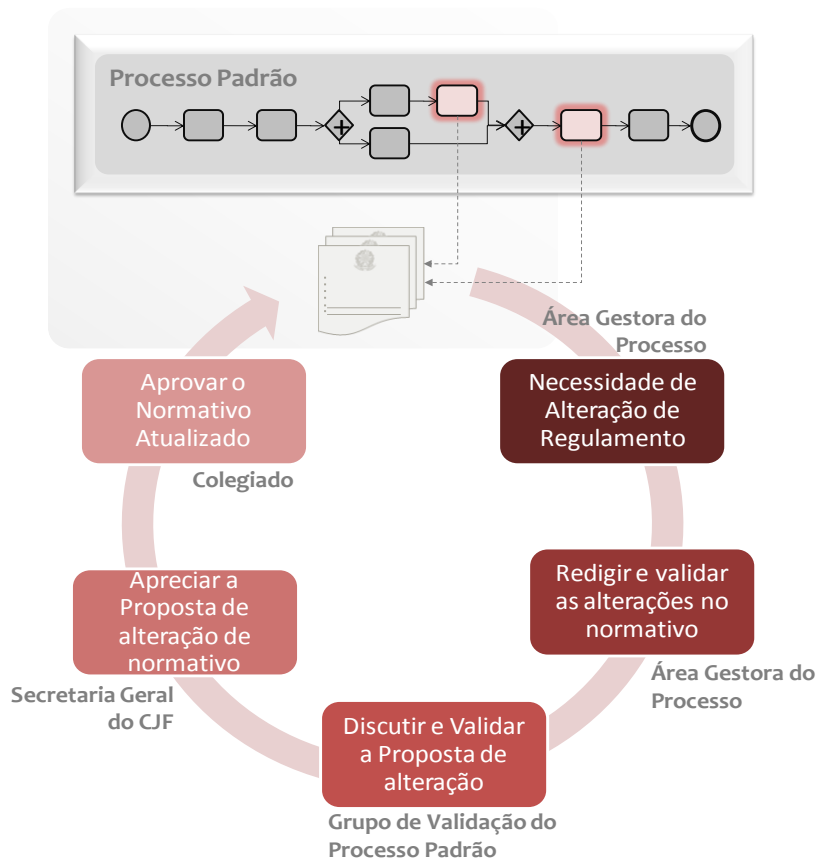 Processo Padrão
Área Gestora do
Processo
Necessidade de
Alteração de
Regulamento
Redigir e validar
as alterações no
normativo
Área Gestora do
Processo
Discutir e Validar
a Proposta de
alteração
Grupo de Validação do
Processo Padrão
Apreciar a
Proposta de
alteração de
normativo
Secretaria Geral
do CJF
Aprovar o
Normativo
Atualizado
Colegiado